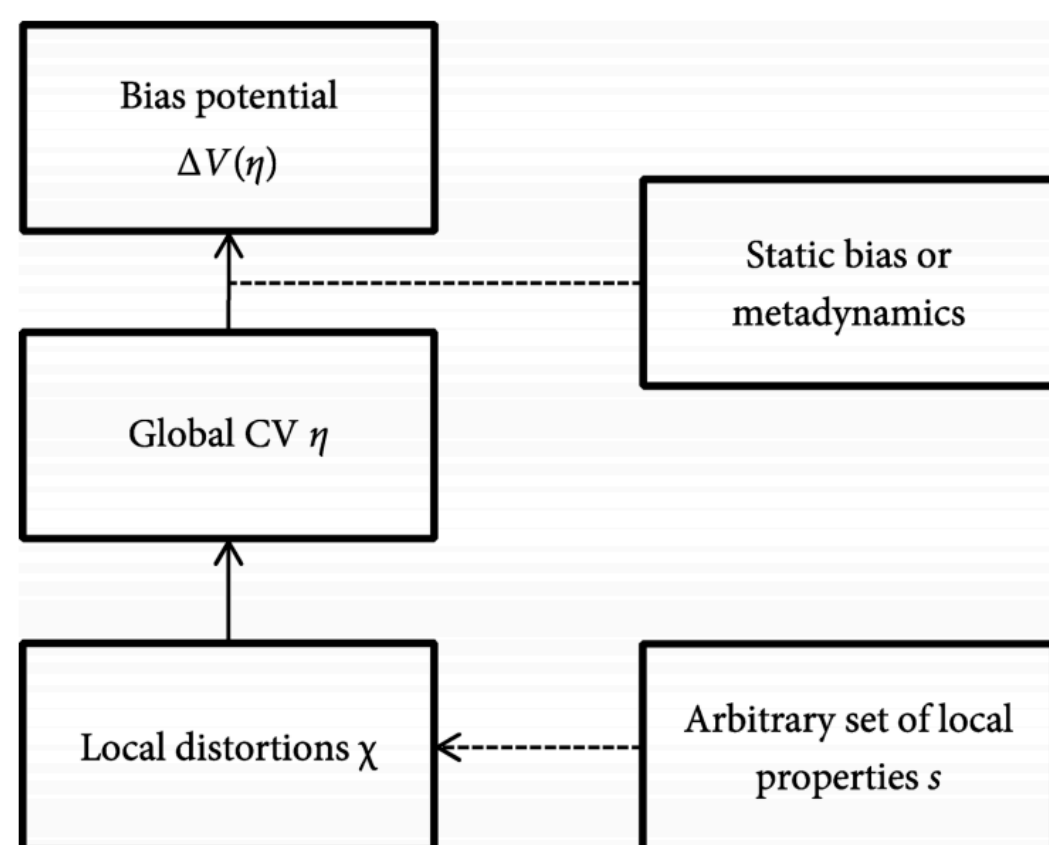 Bias potential
ΔV(η)
Static bias or
metadynamics
Global CV η
Local distortions χ
Arbitrary set of local
properties s